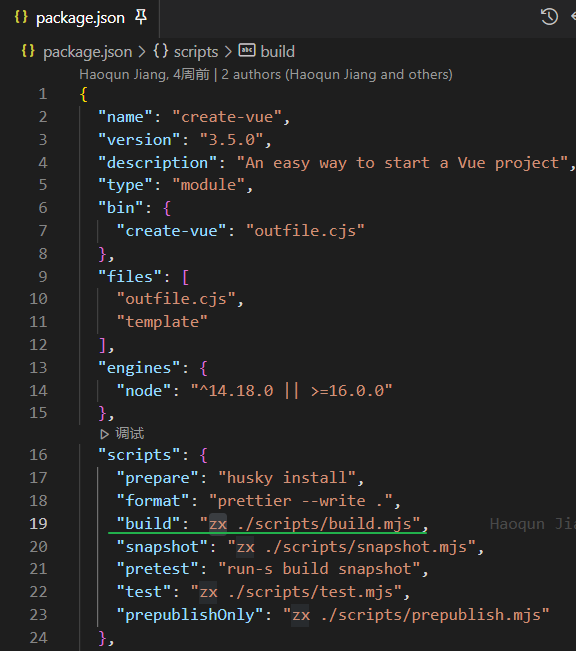 {} package.json
{} package.json > {} scripts > abc build
Haoqun Jiang, 4周前 | 2 authors (Haoqun Jiang and others)
1 {
2 "name": "create-vue",
3 "version": "3.5.0",
4 "description": "An easy way to start a Vue project",
5 "type": "module",
6 "bin": {
7 "create-vue": "outfile.cjs"
8 },
9 "files": [
10 "outfile.cjs",
11 "template"
12 ],
13 "engines": {
14 "node": "^14.18.0 || >=16.0.0"
15 },
调试
16 "scripts": {
17 "prepare": "husky install",
18 "format": "prettier --write .",
19 "build": "zx ./scripts/build.mjs", Haoqun Jia
20 "snapshot": "zx ./scripts/snapshot.mjs",
21 "pretest": "run-s build snapshot",
22 "test": "zx ./scripts/test.mjs",
23 "prepublishOnly": "zx ./scripts/prepublish.mjs"
24 },